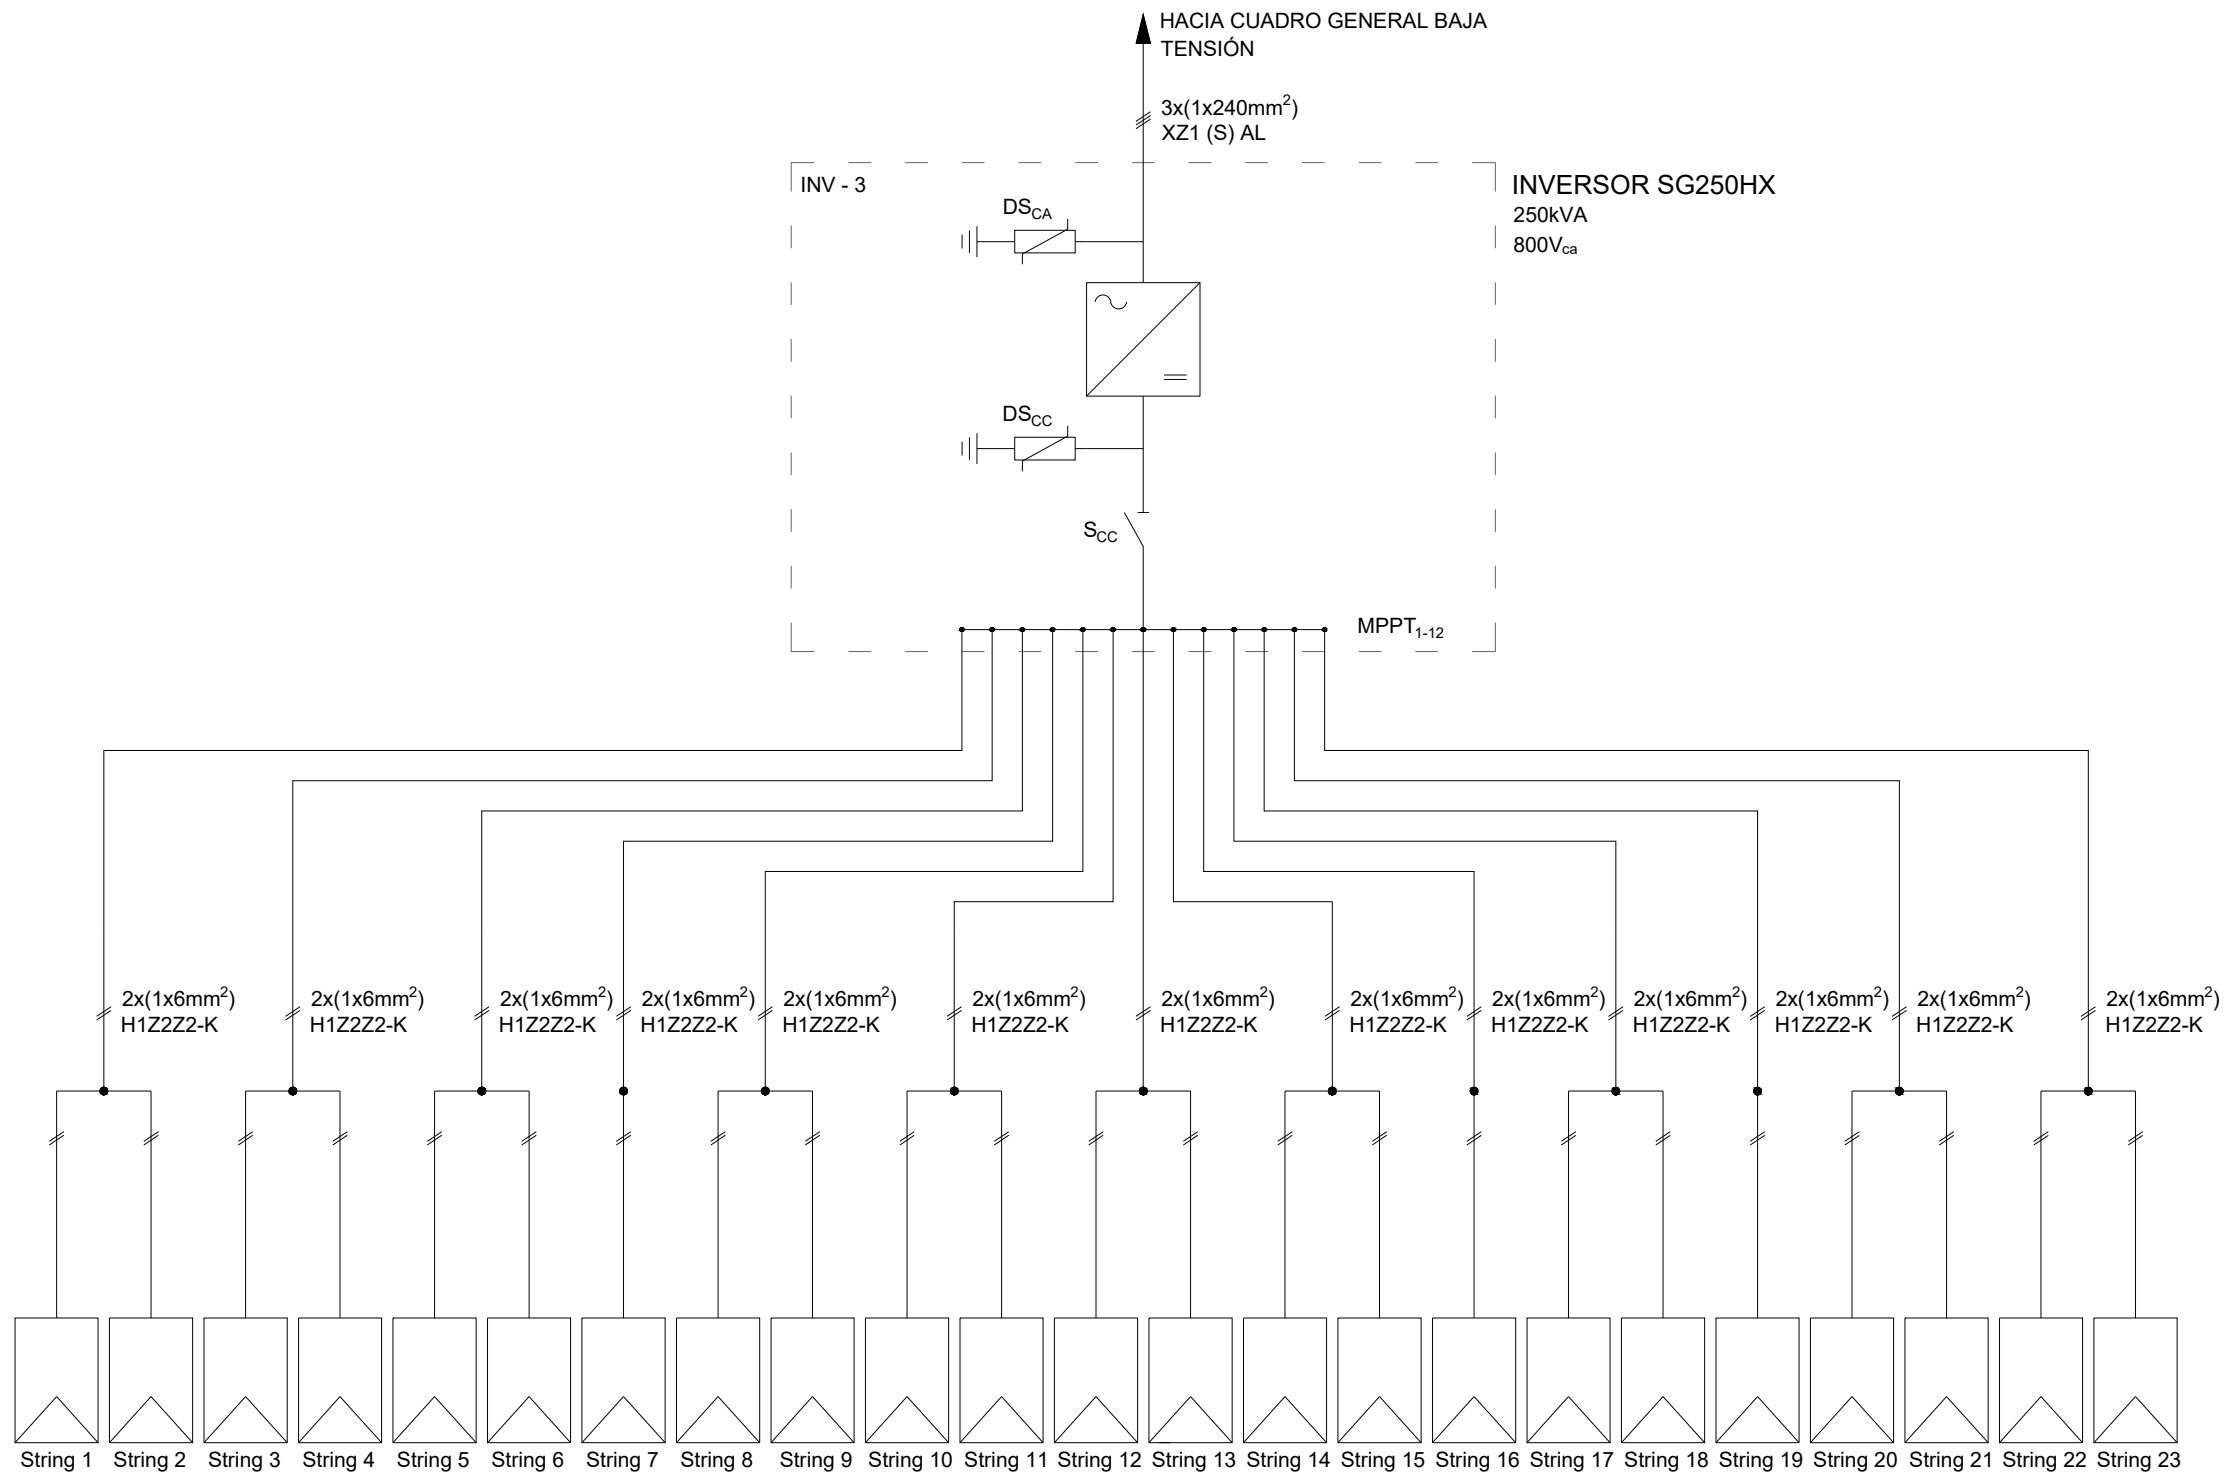 HACIA CUADRO GENERAL BAJA
TENSIÓN
3x(1x240mm²)
XZ1 (S) AL
INV - 3
INVERSOR SG250HX
250kVA
800Vca
DSCA
DSCC
SCC
MPPT1-12
2x(1x6mm²)
H1Z2Z2-K
2x(1x6mm²)
H1Z2Z2-K
2x(1x6mm²)
H1Z2Z2-K
2x(1x6mm²)
H1Z2Z2-K
2x(1x6mm²)
H1Z2Z2-K
2x(1x6mm²)
H1Z2Z2-K
2x(1x6mm²)
H1Z2Z2-K
2x(1x6mm²)
H1Z2Z2-K
2x(1x6mm²)
H1Z2Z2-K
2x(1x6mm²)
H1Z2Z2-K
2x(1x6mm²)
H1Z2Z2-K
2x(1x6mm²)
H1Z2Z2-K
2x(1x6mm²)
H1Z2Z2-K
String 1
String 2
String 3
String 4
String 5
String 6
String 7
String 8
String 9
String 10
String 11
String 12
String 13
String 14
String 15
String 16
String 17
String 18
String 19
String 20
String 21
String 22
String 23